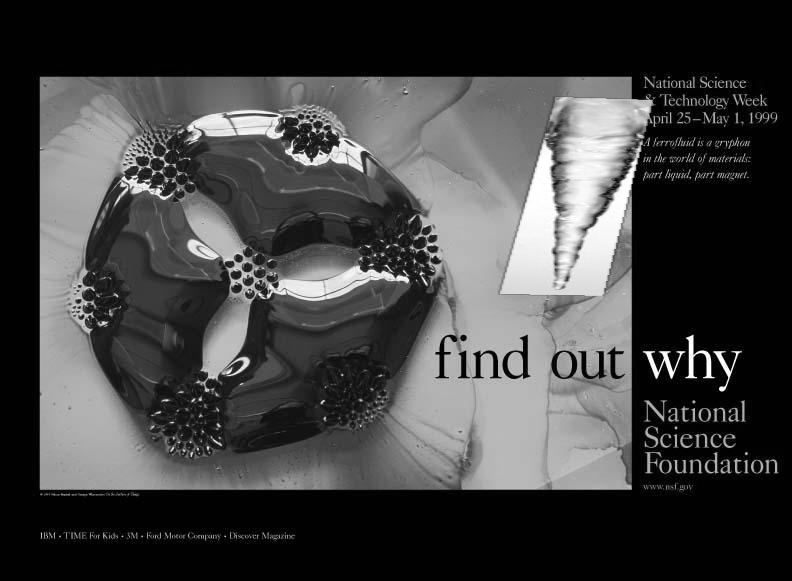 National Science
& Technology Week
April 25–May 1, 1999
A ferrofluid is a gryphon
in the world of materials:
part liquid, part magnet.
find out why
National
Science
Foundation
www.nsf.gov
IBM • TIME For Kids • 3M • Ford Motor Company • Discover Magazine